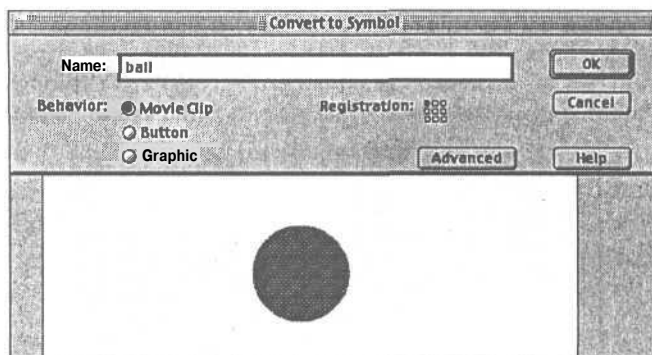 Convert to Symbol
Name: ball OK
Behavior: Movie Clip Registration: Cancel
Button
Graphic Advanced Help